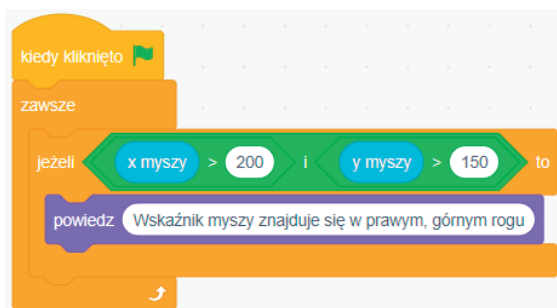 kiedy kliknięto
zawsze
jeżeli x myszy > 200 i y myszy > 150 to
powiedz Wskaźnik myszy znajduje się w prawym, górnym rogu